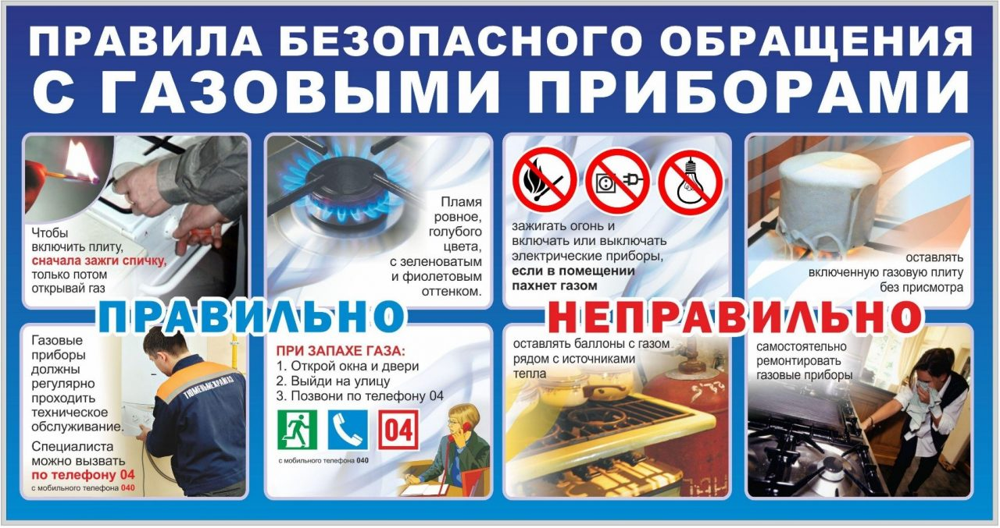 ПРАВИЛА БЕЗОПАСНОГО ОБРАЩЕНИЯ
С ГАЗОВЫМИ ПРИБОРАМИ
Чтобы
включить плиту,
сначала зажги спичку,
только потом
открывай газ
Пламя
ровное,
голубого
цвета,
с зеленоватым
и фиолетовым
оттенком.
зажигать огонь и
включать или выключать
электрические приборы,
если в помещении
пахнет газом
оставлять
включенную газовую плиту
без присмотра
ПРАВИЛЬНО
НЕПРАВИЛЬНО
Газовые
приборы
должны
регулярно
проходить
техническое
обслуживание.
Специалиста
можно вызвать
по телефону 04
с мобильного телефона 040
ТЮМЕНЬМЕЖРАЙГАЗ
ПРИ ЗАПАХЕ ГАЗА:
1. Открой окна и двери
2. Выйди на улицу
3. Позвони по телефону 04
04
с мобильного телефона 040
оставлять баллоны с газом
рядом с источниками
тепла
самостоятельно
ремонтировать
газовые приборы